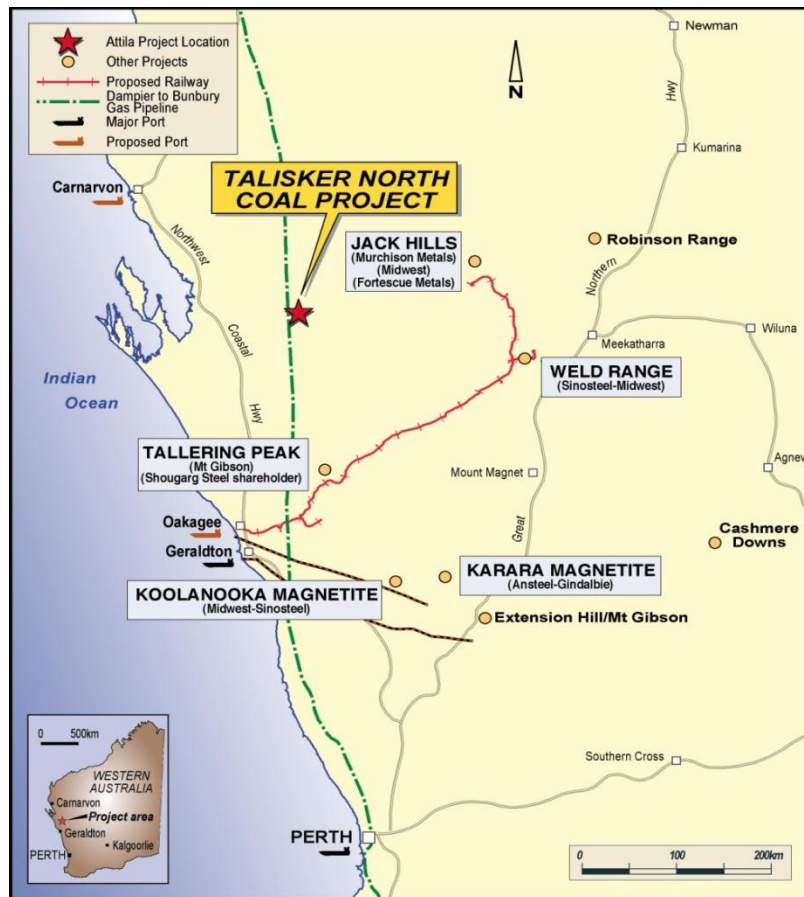 Attila Project Location
Other Projects
Proposed Railway
Dampier to Bunbury
Gas Pipeline
Major Port
Proposed Port
N
Newman
Hwy
Kumarina
Carnarvon
TALISKER NORTH
COAL PROJECT
Northwest
JACK HILLS
(Murchison Metals)
(Midwest)
(Fortescue Metals)
Robinson Range
Northern
Meekatharra
Wiluna
Coastal
Indian
Ocean
WELD RANGE
(Sinosteel-Midwest)
Hwy
TALLERING PEAK
(Mt Gibson)
(Shougarg Steel shareholder)
Mount Magnet
Agnew
Great
Oakagee
Geraldton
Cashmere
Downs
KOOLANOOKA MAGNETITE
(Midwest-Sinosteel)
KARARA MAGNETITE
(Ansteel-Gindalbie)
Extension Hill/Mt Gibson
Southern Cross
PERTH
0 500km
WESTERN
AUSTRALIA
Carnarvon
Project area
Geraldton
Kalgoorlie
PERTH
0 100 200km